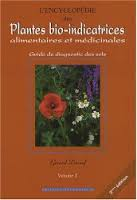 L'ENCYCLOPÉDIE
des
Plantes bio-indicatrices
alimentaires et médicinales
Guide de diagnostic des sols
Gérard Ducerf
Volume 1